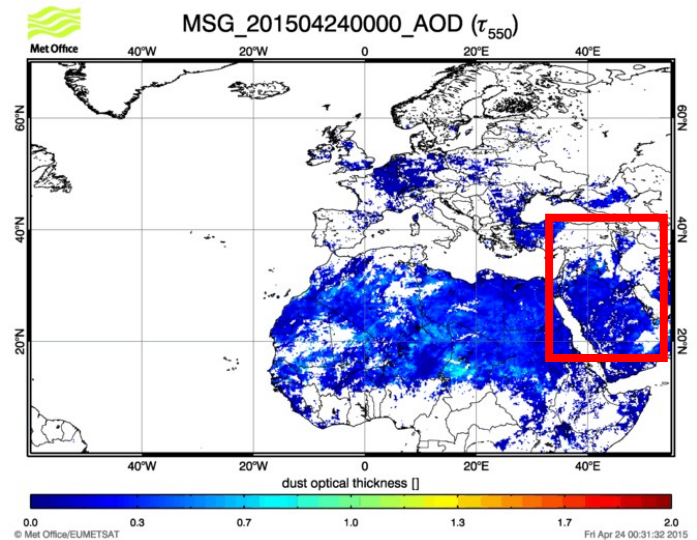 MSG_201504240000_AOD (τ550)
Met Office
40°W 20°W 0 20°E 40°E
60°N 60°N
40°N 40°N
20°N 20°N
40°W 20°W 0 20°E 40°E
dust optical thickness []
0.0 0.3 0.7 1.0 1.3 1.7 2.0
© Met Office/EUMETSAT Fri Apr 24 00:31:32 2015